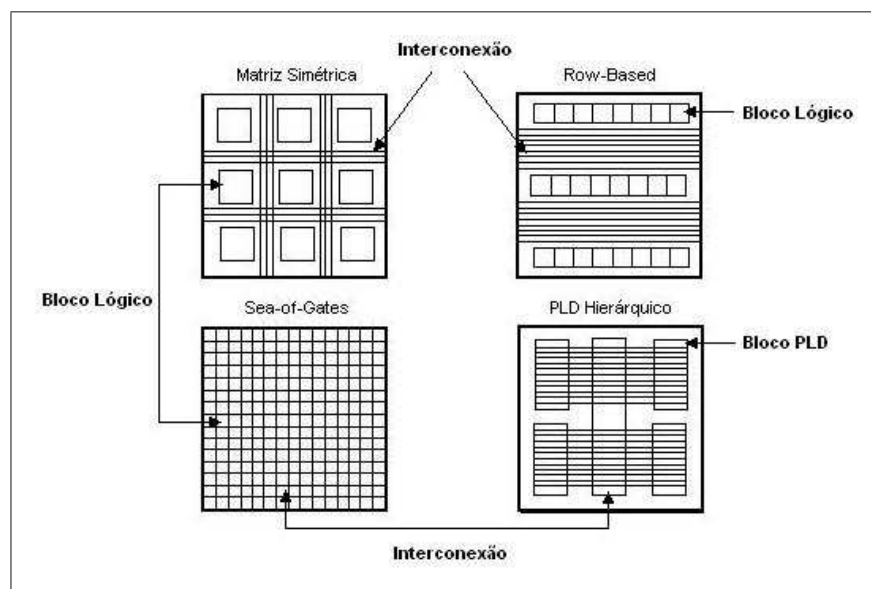 Interconexão
Matriz Simétrica
Row-Based
Bloco Lógico
Bloco Lógico
Sea-of-Gates
PLD Hierárquico
Bloco PLD
Interconexão